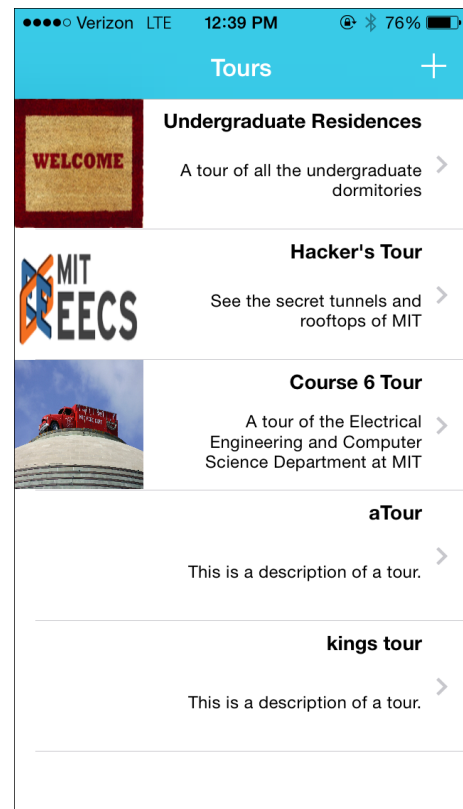 Verizon LTE 12:39 PM 76%
Tours
WELCOME
Undergraduate Residences
A tour of all the undergraduate
dormitories
MIT
EECS
Hacker's Tour
See the secret tunnels and
rooftops of MIT
Course 6 Tour
A tour of the Electrical
Engineering and Computer
Science Department at MIT
aTour
This is a description of a tour.
kings tour
This is a description of a tour.